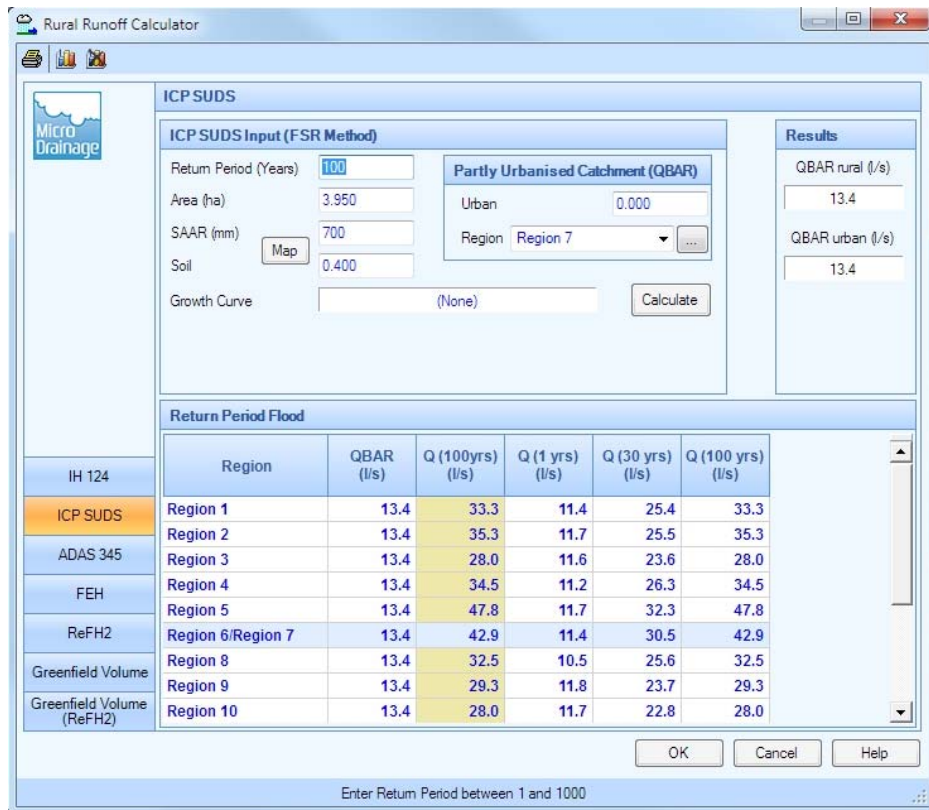 Rural Runoff Calculator
Micro
Drainage
ICP SUDS
ICP SUDS Input (FSR Method)
Return Period (Years) 100
Area (ha) 3.950
SAAR (mm) 700
Map
Soil 0.400
Growth Curve (None)
Calculate
Partly Urbanised Catchment (QBAR)
Urban 0.000
Region Region 7 ...
Results
QBAR rural (l/s)
13.4
QBAR urban (l/s)
13.4
IH 124
ICP SUDS
ADAS 345
FEH
ReFH2
Greenfield Volume
Greenfield Volume
(ReFH2)
Return Period Flood
Region QBAR (l/s) Q (100yrs) (l/s) Q (1 yrs) (l/s) Q (30 yrs) (l/s) Q (100 yrs) (l/s)
Region 1 13.4 33.3 11.4 25.4 33.3
Region 2 13.4 35.3 11.7 25.5 35.3
Region 3 13.4 28.0 11.6 23.6 28.0
Region 4 13.4 34.5 11.2 26.3 34.5
Region 5 13.4 47.8 11.7 32.3 47.8
Region 6/Region 7 13.4 42.9 11.4 30.5 42.9
Region 8 13.4 32.5 10.5 25.6 32.5
Region 9 13.4 29.3 11.8 23.7 29.3
Region 10 13.4 28.0 11.7 22.8 28.0
OK Cancel Help
Enter Return Period between 1 and 1000